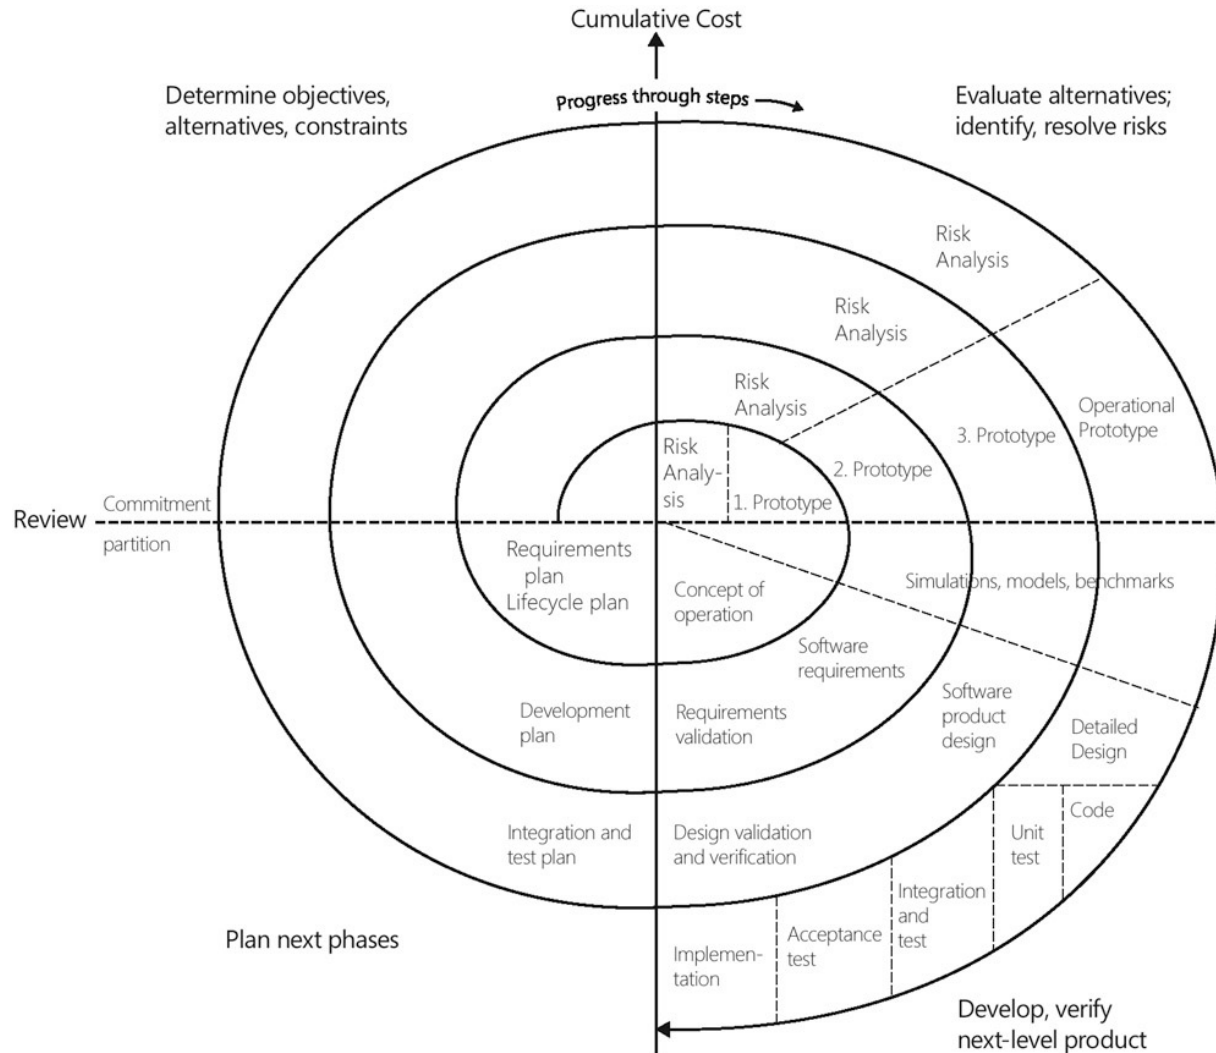 Cumulative Cost
Determine objectives,
alternatives, constraints
Progress through steps
Evaluate alternatives;
identify, resolve risks
Risk
Analysis
Risk
Analysis
Risk
Analysis
Risk
Analy-
sis
Operational
Prototype
3. Prototype
2. Prototype
1. Prototype
Review
Commitment
partition
Requirements
plan
Lifecycle plan
Concept of
operation
Simulations, models, benchmarks
Software
requirements
Software
product
design
Detailed
Design
Development
plan
Requirements
validation
Code
Unit
test
Integration and
test plan
Design validation
and verification
Integration
and
test
Acceptance
test
Implemen-
tation
Plan next phases
Develop, verify
next-level product